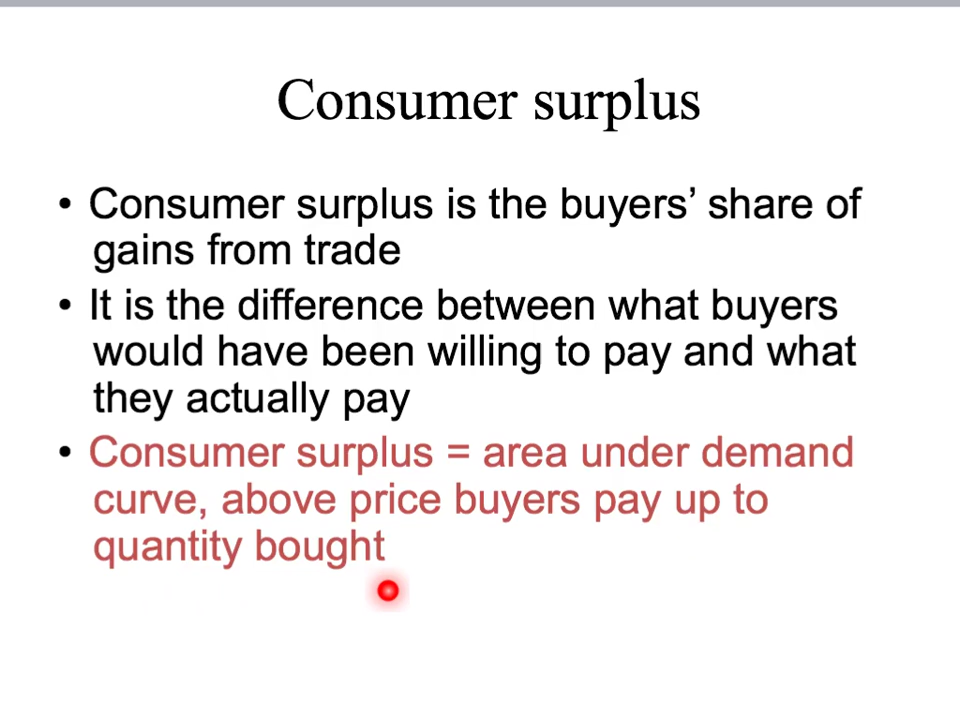 Consumer surplus
• Consumer surplus is the buyers’ share of
gains from trade
• It is the difference between what buyers
would have been willing to pay and what
they actually pay
• Consumer surplus = area under demand
curve, above price buyers pay up to
quantity bought